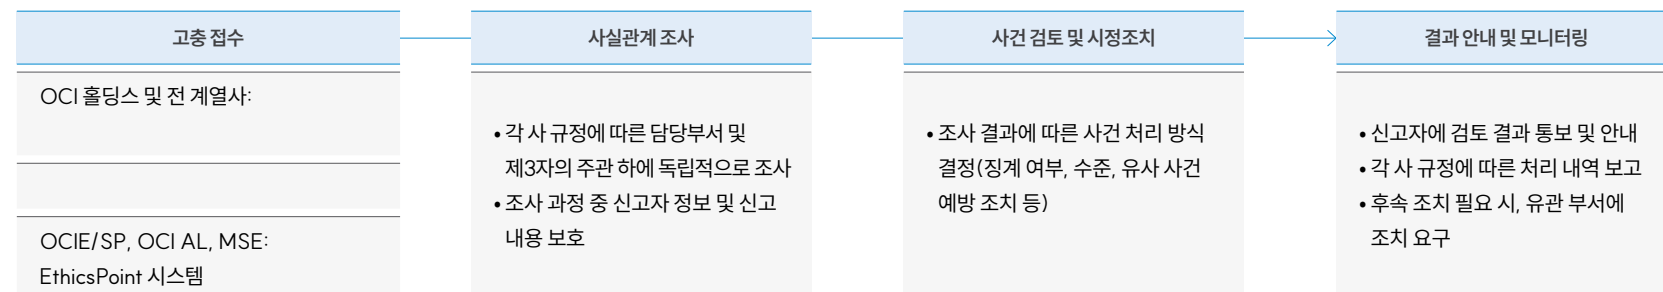 고충 접수
OCI 홀딩스 및 전 계열사:
OCIE/SP, OCI AL, MSE:
EthicsPoint 시스템
사실관계 조사
• 각 사 규정에 따른 담당부서 및
제3자의 주관 하에 독립적으로 조사
• 조사 과정 중 신고자 정보 및 신고
내용 보호
사건 검토 및 시정조치
• 조사 결과에 따른 사건 처리 방식
결정(징계 여부, 수준, 유사 사건
예방 조치 등)
결과 안내 및 모니터링
• 신고자에 검토 결과 통보 및 안내
• 각 사 규정에 따른 처리 내역 보고
• 후속 조치 필요 시, 유관 부서에
조치 요구